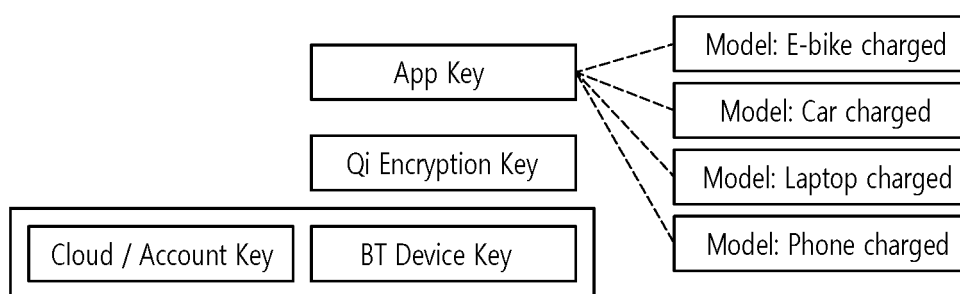 App Key
Qi Encryption Key
Cloud / Account Key
BT Device Key
Model: E-bike charged
Model: Car charged
Model: Laptop charged
Model: Phone charged